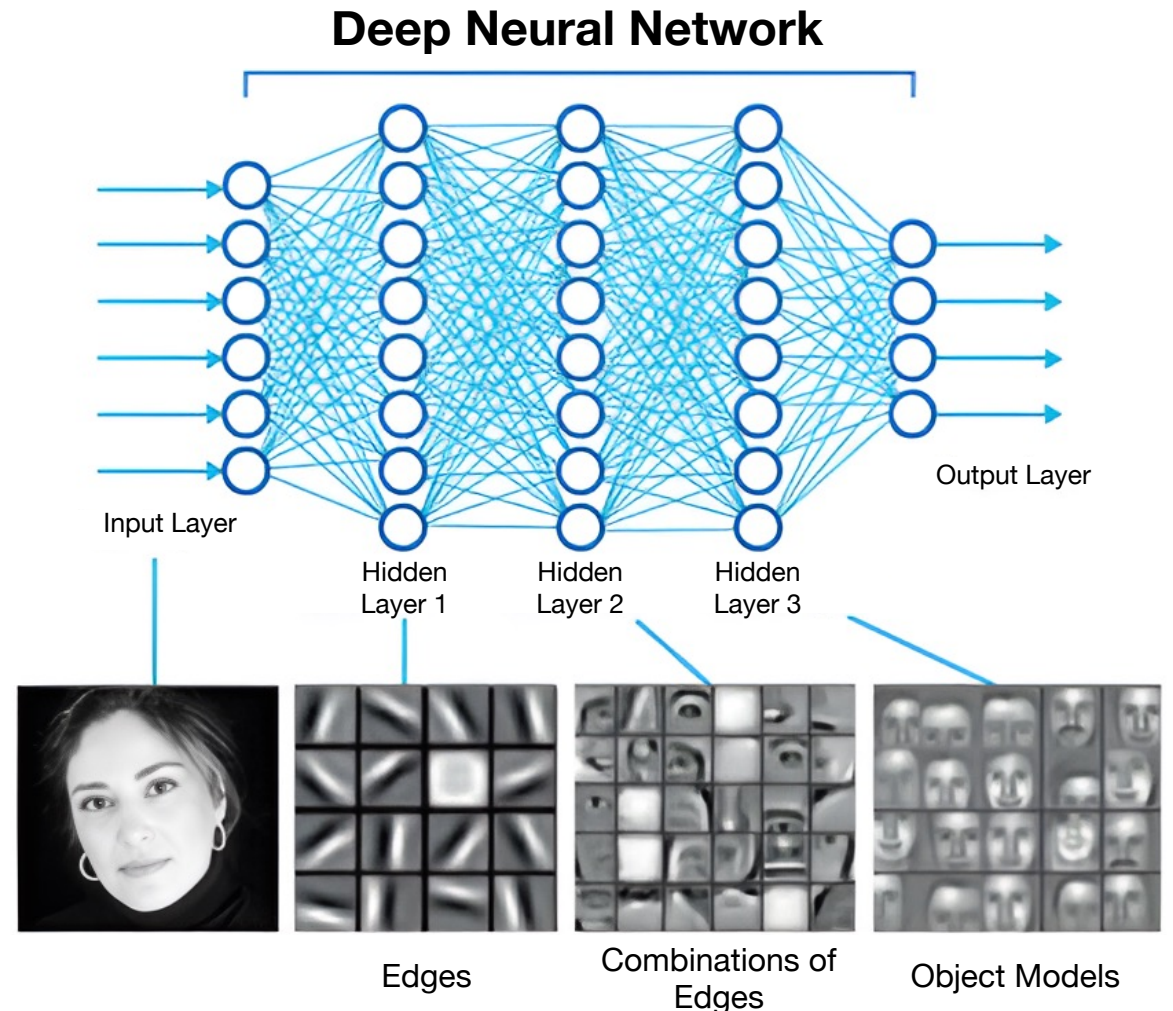 Deep Neural Network
Input Layer
Output Layer
Hidden
Layer 1
Hidden
Layer 2
Hidden
Layer 3
Edges
Combinations of
Edges
Object Models